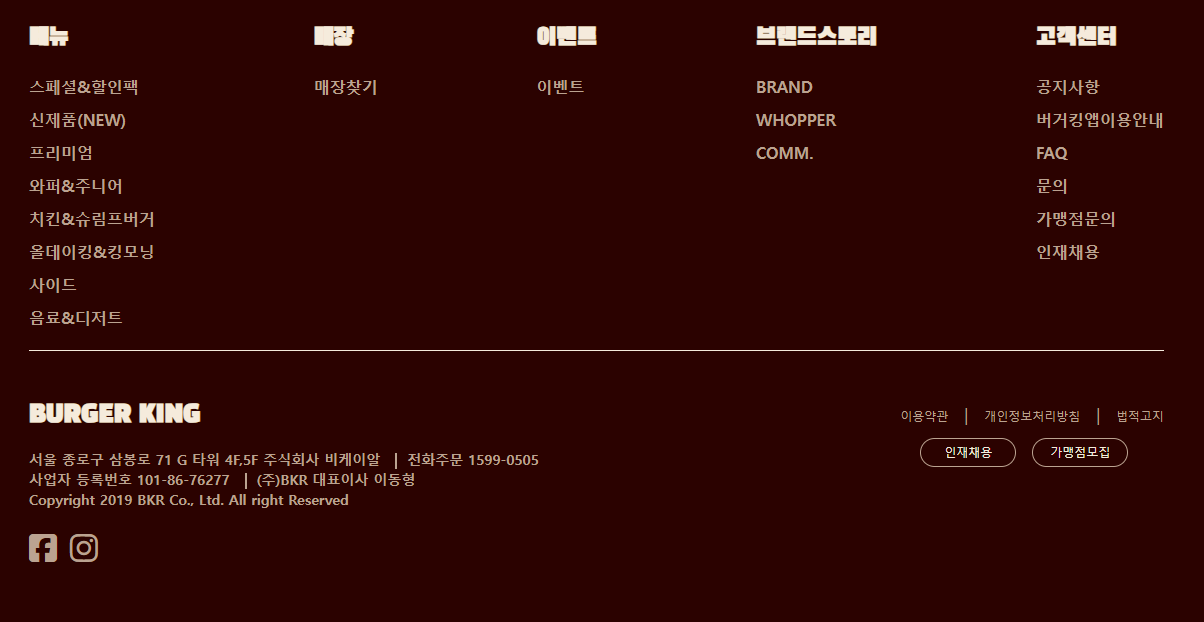 메뉴
스페셜&할인팩
신제품(NEW)
프리미엄
와퍼&주니어
치킨&슈림프버거
올데이킹&킹모닝
사이드
음료&디저트
매장
매장찾기
이벤트
이벤트
브랜드스토리
BRAND
WHOPPER
COMM.
고객센터
공지사항
버거킹앱이용안내
FAQ
문의
가맹점문의
인재채용
BURGER KING
서울 종로구 삼봉로 71 G 타워 4F,5F 주식회사 비케이알 | 전화주문 1599-0505
사업자 등록번호 101-86-76277 | (주)BKR 대표이사 이동형
Copyright 2019 BKR Co., Ltd. All right Reserved
이용약관 | 개인정보처리방침 | 법적고지
인재채용 가맹점모집